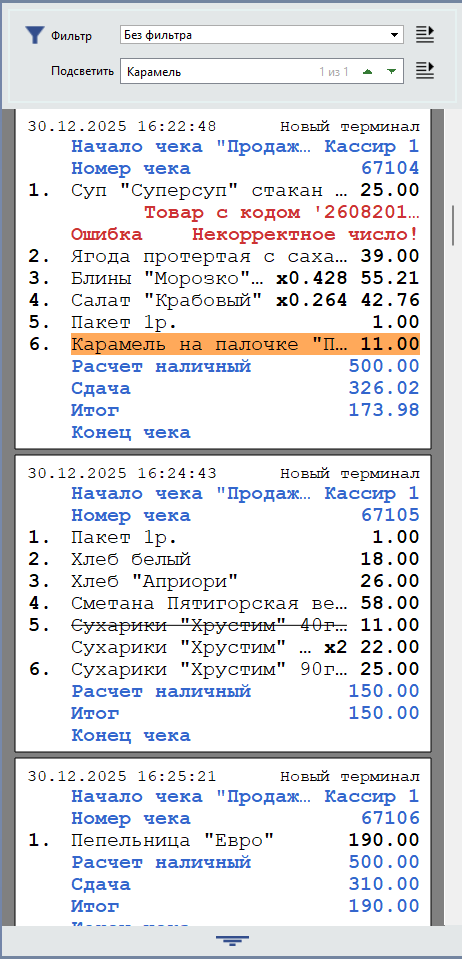 Фильтр Без фильтра
Подсветить Карамель 1 из 1
30.12.2025 16:22:48 Новый терминал
Начало чека "Продаж… Кассир 1
Номер чека 67104
1. Суп "Суперсуп" стакан … 25.00
Товар с кодом '2608201…
Ошибка Некорректное число!
2. Ягода протертая с саха… 39.00
3. Блины "Морозко"… x0.428 55.21
4. Салат "Крабовый" x0.264 42.76
5. Пакет 1р. 1.00
6. Карамель на палочке "П… 11.00
Расчет наличный 500.00
Сдача 326.02
Итог 173.98
Конец чека
30.12.2025 16:24:43 Новый терминал
Начало чека "Продаж… Кассир 1
Номер чека 67105
1. Пакет 1р. 1.00
2. Хлеб белый 18.00
3. Хлеб "Априори" 26.00
4. Сметана Пятигорская ве… 58.00
5. Сухарики "Хрустим" 40г… 11.00
Сухарики "Хрустим" … x2 22.00
6. Сухарики "Хрустим" 90г… 25.00
Расчет наличный 150.00
Итог 150.00
Конец чека
30.12.2025 16:25:21 Новый терминал
Начало чека "Продаж… Кассир 1
Номер чека 67106
1. Пепельница "Евро" 190.00
Расчет наличный 500.00
Сдача 310.00
Итог 190.00